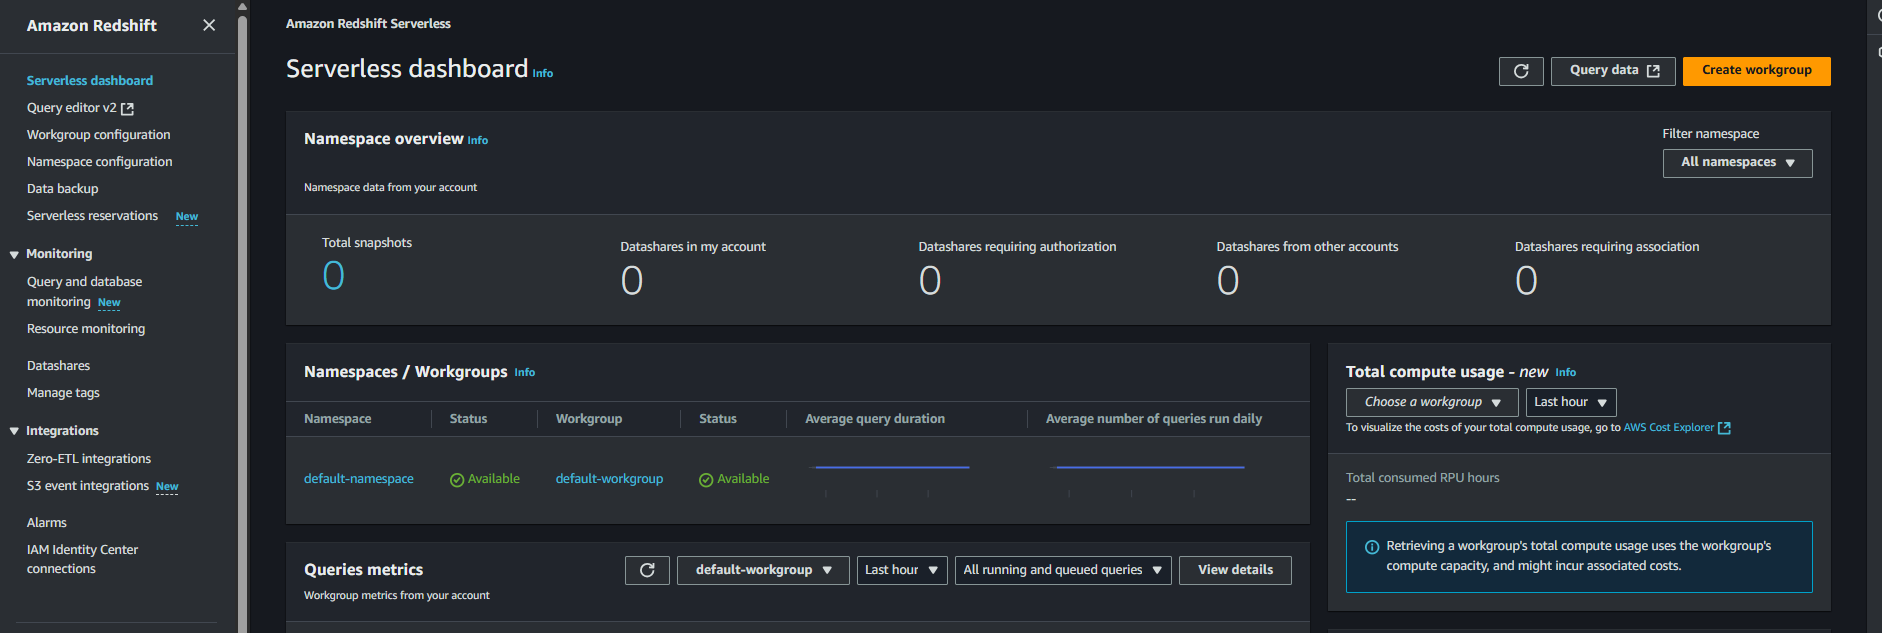 Amazon Redshift
Serverless dashboard
Query editor v2
Workgroup configuration
Namespace configuration
Data backup
Serverless reservations New
Monitoring
Query and database
monitoring New
Resource monitoring
Datashares
Manage tags
Integrations
Zero-ETL integrations
S3 event integrations New
Alarms
IAM Identity Center
connections
Amazon Redshift Serverless
Serverless dashboard Info
Query data
Create workgroup
Namespace overview Info
Namespace data from your account
Filter namespace
All namespaces
Total snapshots
0
Datashares in my account
0
Datashares requiring authorization
0
Datashares from other accounts
0
Datashares requiring association
0
Namespaces / Workgroups Info
Namespace Status Workgroup Status Average query duration Average number of queries run daily
default-namespace Available default-workgroup Available
Queries metrics
Workgroup metrics from your account
default-workgroup Last hour All running and queued queries View details
Total compute usage - new Info
Choose a workgroup Last hour
To visualize the costs of your total compute usage, go to AWS Cost Explorer
Total consumed RPU hours
--
Retrieving a workgroup's total compute usage uses the workgroup's
compute capacity, and might incur associated costs.